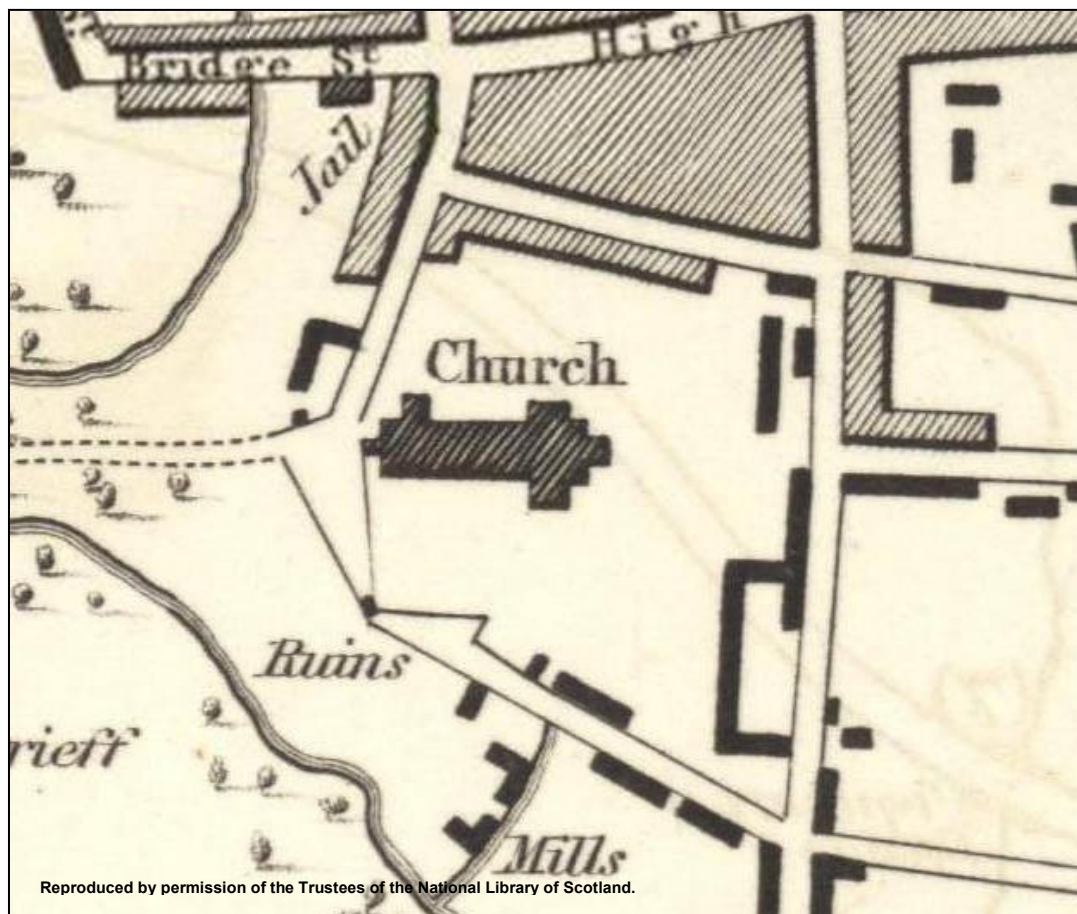 High
Bridge St
Jail
Church
Ruins
rieff
Mills
Reproduced by permission of the Trustees of the National Library of Scotland.